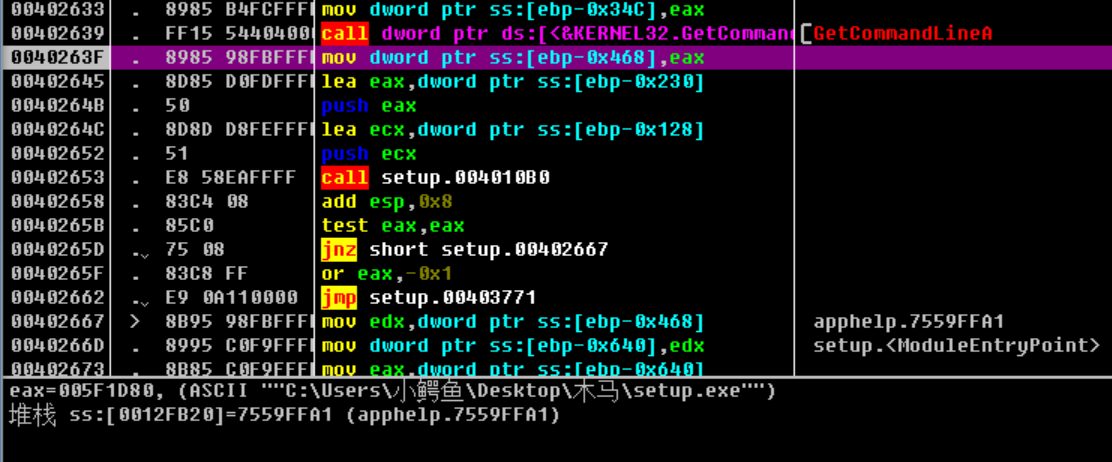 00402633 . 8985 B4FCFFF mov dword ptr ss:[ebp-0x34C],eax
00402639 . FF15 54404000 call dword ptr ds:[<&KERNEL32.GetComman [GetCommandLineA
0040263F . 8985 98FBFFF mov dword ptr ss:[ebp-0x468],eax
00402645 . 8D85 D0FDFFF lea eax,dword ptr ss:[ebp-0x230]
0040264B . 50 push eax
0040264C . 8D8D D8FEFFF lea ecx,dword ptr ss:[ebp-0x128]
00402652 . 51 push ecx
00402653 . E8 58EAFFFF call setup.004010B0
00402658 . 83C4 08 add esp,0x8
0040265B . 85C0 test eax,eax
0040265D . 75 08 jnz short setup.00402667
0040265F . 83C8 FF or eax,-0x1
00402662 . E9 0A110000 jmp setup.00403771
00402667 > 8B95 98FBFFF mov edx,dword ptr ss:[ebp-0x468] apphelp.7559FFA1
0040266D . 8995 C0F9FFF mov dword ptr ss:[ebp-0x640],edx setup.<ModuleEntryPoint>
00402673 . 8B85 C0F9FFF mov eax,dword ptr ss:[ebp-0x640]
eax=005F1D80, (ASCII ""C:\Users\小鳄鱼\Desktop\木马\setup.exe"")
堆栈 ss:[0012FB20]=7559FFA1 (apphelp.7559FFA1)